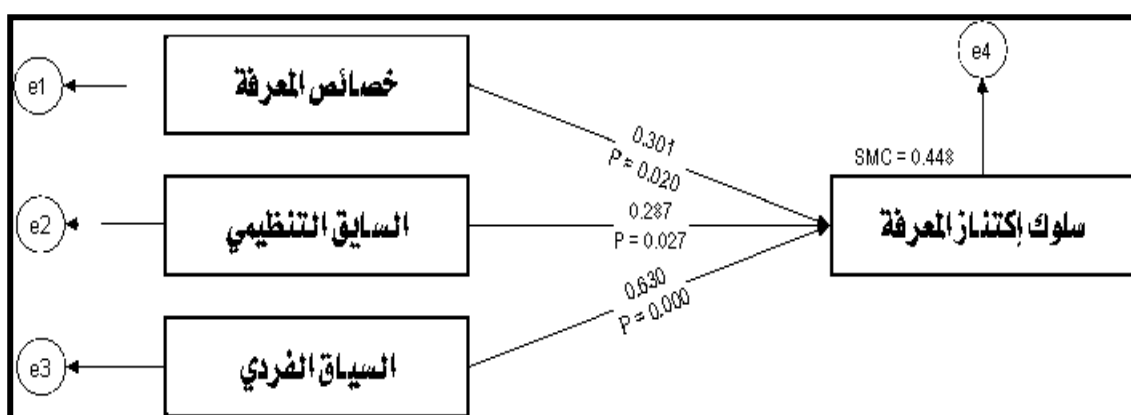 e1
خصائص المعرفة
e4
0.301
P = 0.020
SMC = 0.448
e2
السايق التنظيمي
0.287
P = 0.027
سلوك إكتناز المعرفة
0.630
P = 0.000
e3
السياق الفردي